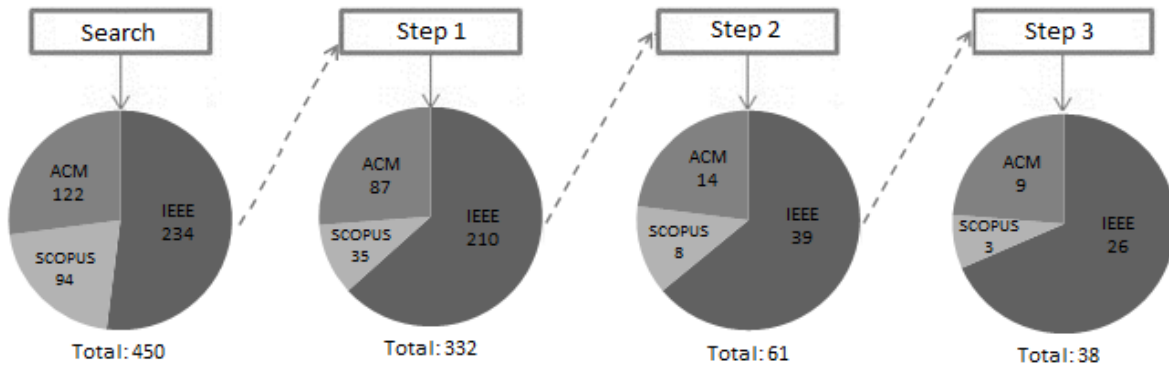 Search
Step 1
Step 2
Step 3
ACM
122
IEEE
234
SCOPUS
94
Total: 450
ACM
87
IEEE
210
SCOPUS
35
Total: 332
ACM
14
IEEE
39
SCOPUS
8
Total: 61
ACM
9
IEEE
26
SCOPUS
3
Total: 38